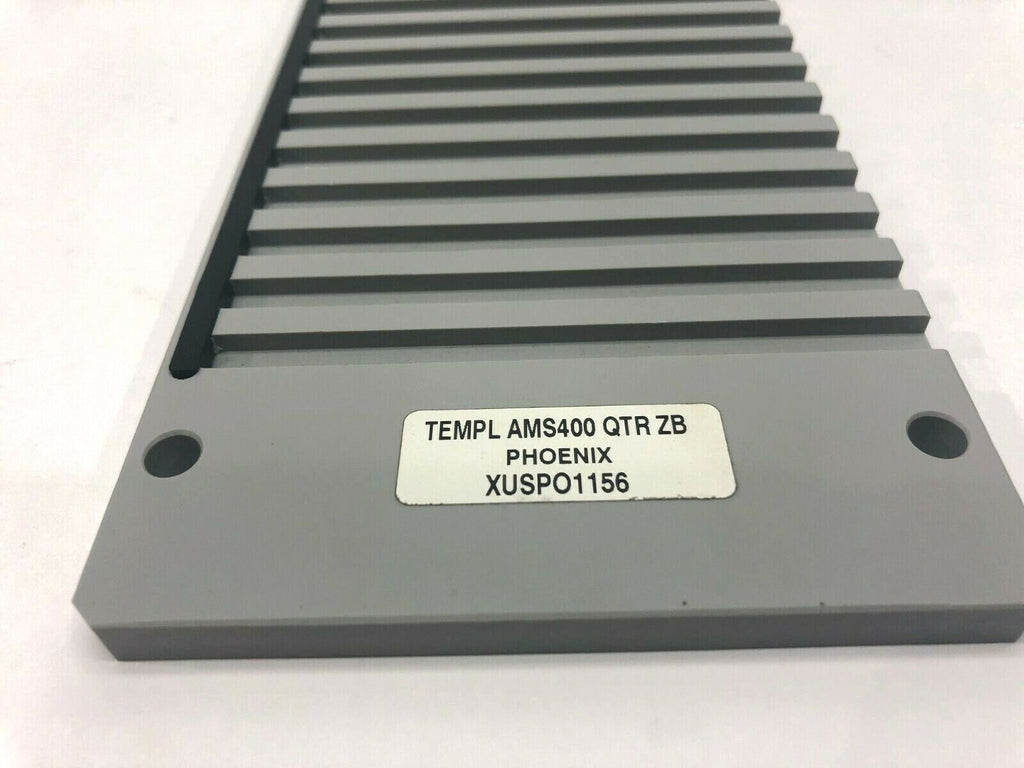 TEMPL AMS400 QTR ZB
PHOENIX
XUSPO1156